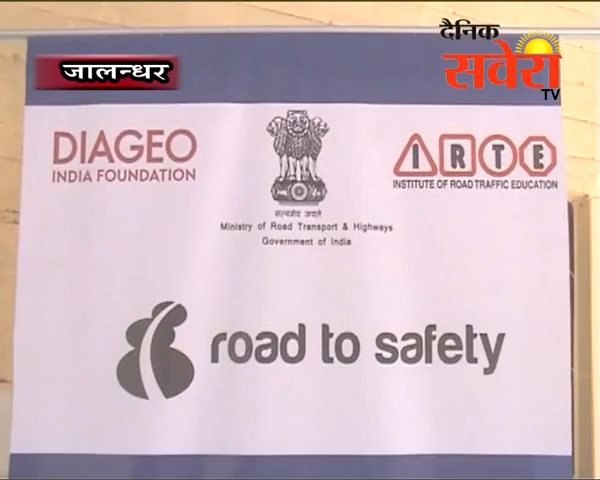 दैनिक
सवेरा
TV
जालन्धर
DIAGEO
INDIA FOUNDATION
सत्यमेव जयते
Ministry of Road Transport & Highways
Government of India
IRTE
INSTITUTE OF ROAD TRAFFIC EDUCATION
road to safety